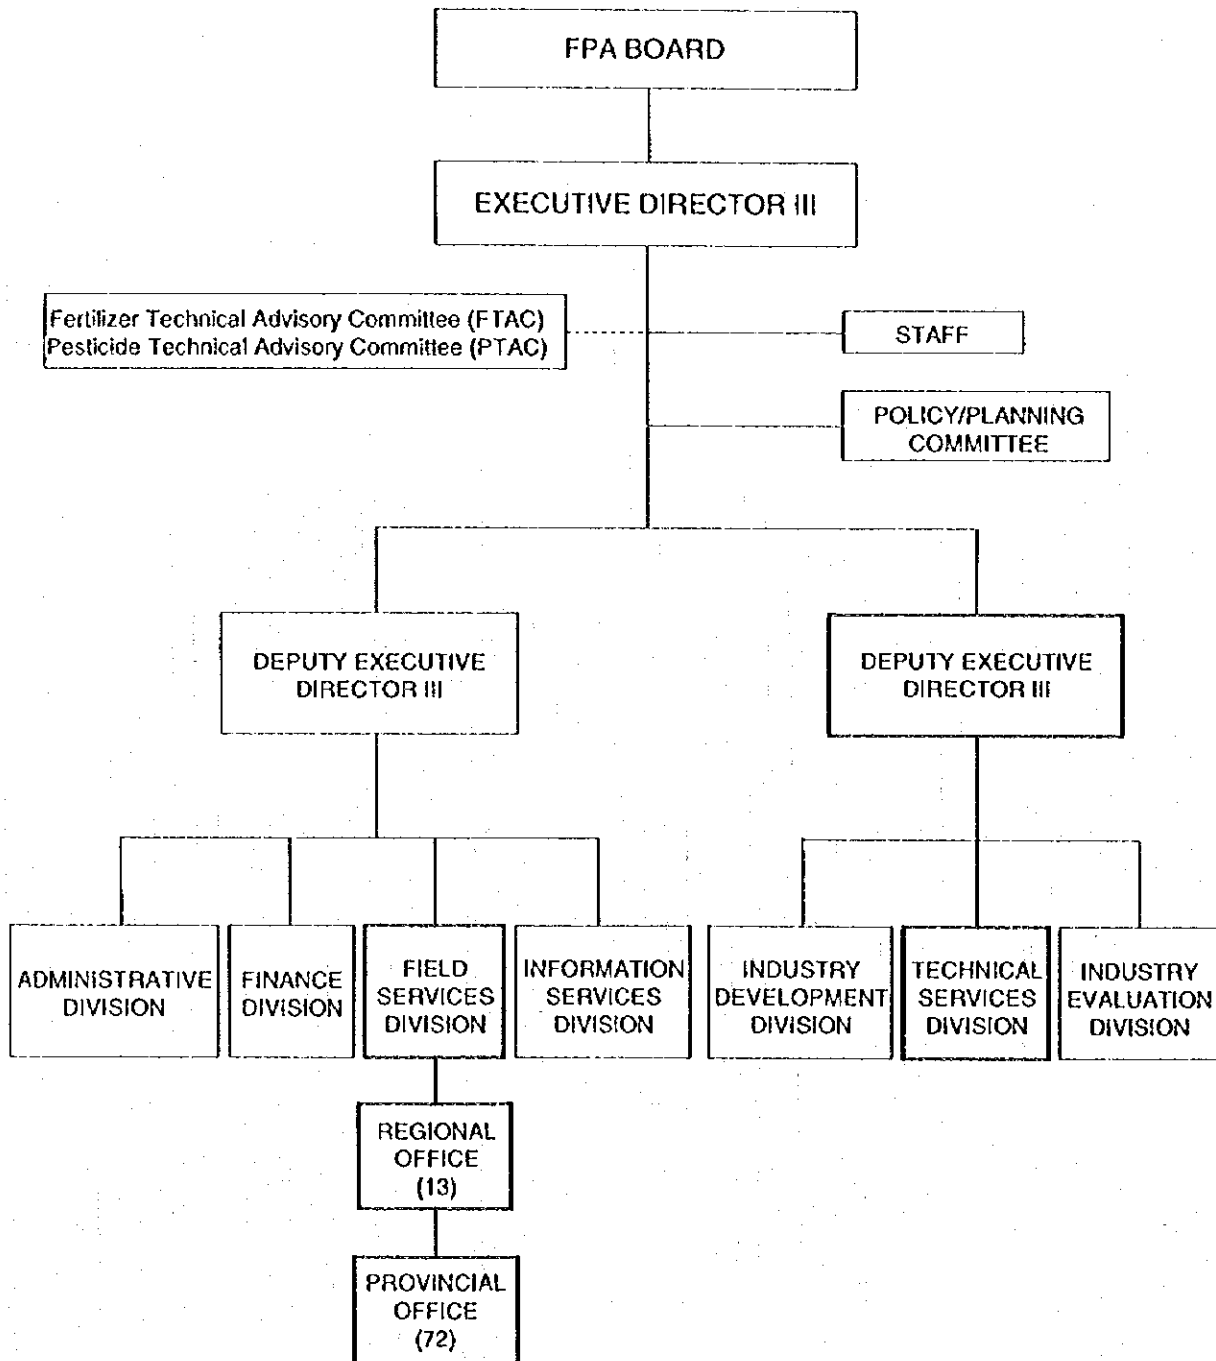 FPA BOARD
EXECUTIVE DIRECTOR III
Fertilizer Technical Advisory Committee (FTAC)
Pesticide Technical Advisory Committee (PTAC)
STAFF
POLICY/PLANNING
COMMITTEE
DEPUTY EXECUTIVE
DIRECTOR III
DEPUTY EXECUTIVE
DIRECTOR III
ADMINISTRATIVE
DIVISION
FINANCE
DIVISION
FIELD
SERVICES
DIVISION
INFORMATION
SERVICES
DIVISION
INDUSTRY
DEVELOPMENT
DIVISION
TECHNICAL
SERVICES
DIVISION
INDUSTRY
EVALUATION
DIVISION
REGIONAL
OFFICE
(13)
PROVINCIAL
OFFICE
(72)